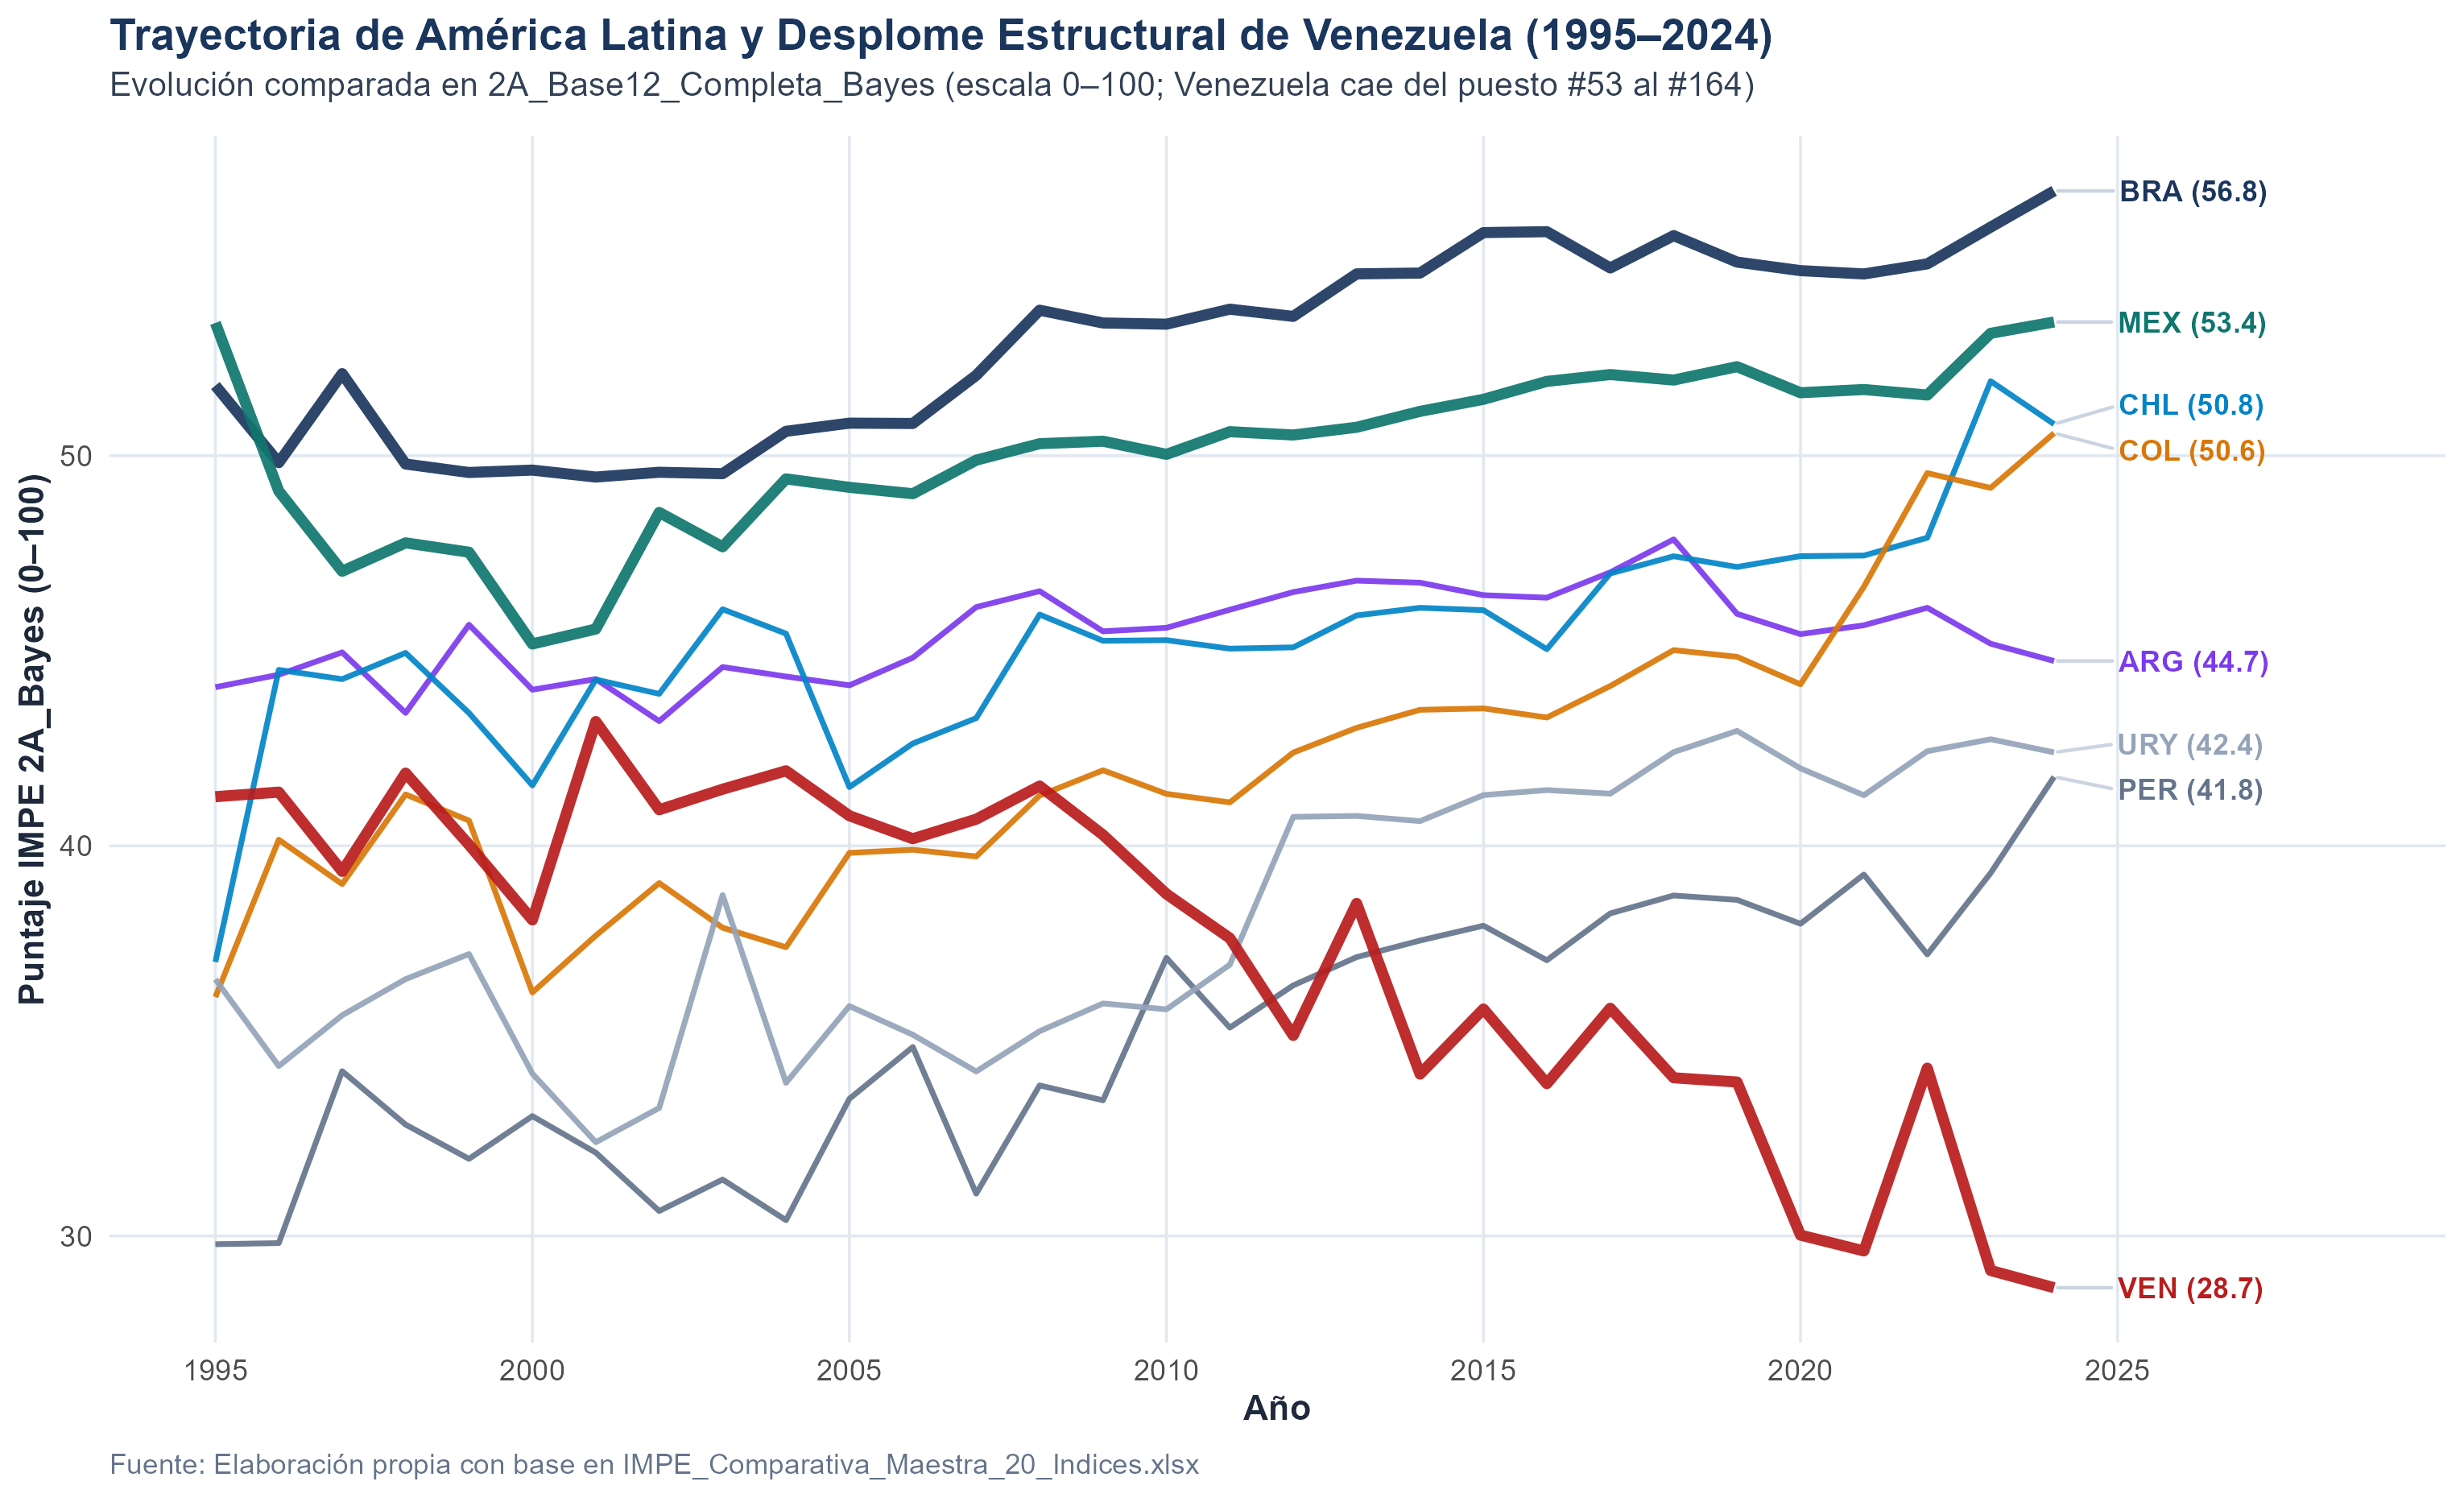 Trayectoria de América Latina y Desplome Estructural de Venezuela (1995–2024)
Evolución comparada en 2A_Base12_Completa_Bayes (escala 0–100; Venezuela cae del puesto #53 al #164)
Puntaje IMPE 2A_Bayes (0–100)
50
40
30
BRA (56.8)
MEX (53.4)
CHL (50.8)
COL (50.6)
ARG (44.7)
URY (42.4)
PER (41.8)
VEN (28.7)
1995 2000 2005 2010 2015 2020 2025
Año
Fuente: Elaboración propia con base en IMPE_Comparativa_Maestra_20_Indices.xlsx